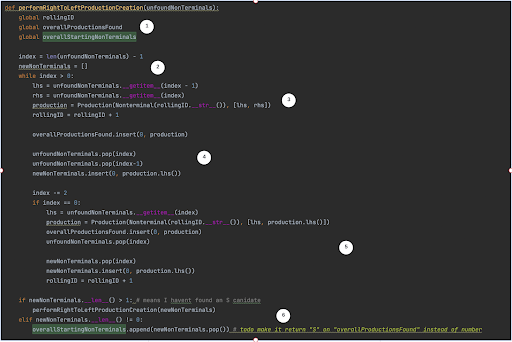 def performRightToLeftProductionCreation(unfoundNonTerminals):
global rollingID
global overallProductionsFound 1
global overallStartingNonTerminals
index = len(unfoundNonTerminals) - 1
newNonTerminals = [] 2
while index > 0:
lhs = unfoundNonTerminals.__getitem__(index - 1)
rhs = unfoundNonTerminals.__getitem__(index)
production = Production(Nonterminal(rollingID.__str__()), [lhs, rhs]) 3
rollingID = rollingID + 1
overallProductionsFound.insert(0, production)
unfoundNonTerminals.pop(index) 4
unfoundNonTerminals.pop(index-1)
newNonTerminals.insert(0, production.lhs())
index -= 2
if index == 0:
lhs = unfoundNonTerminals.__getitem__(index)
production = Production(Nonterminal(rollingID.__str__()), [lhs, production.lhs()])
overallProductionsFound.insert(0, production)
unfoundNonTerminals.pop(index) 5
newNonTerminals.pop(index)
newNonTerminals.insert(0, production.lhs())
rollingID = rollingID + 1
if newNonTerminals.__len__() > 1: # means I havent found an S canidate
performRightToLeftProductionCreation(newNonTerminals)
elif newNonTerminals.__len__() != 0: 6
overallStartingNonTerminals.append(newNonTerminals.pop()) # todo make it return "S" on "overallProductionsFound" instead of number